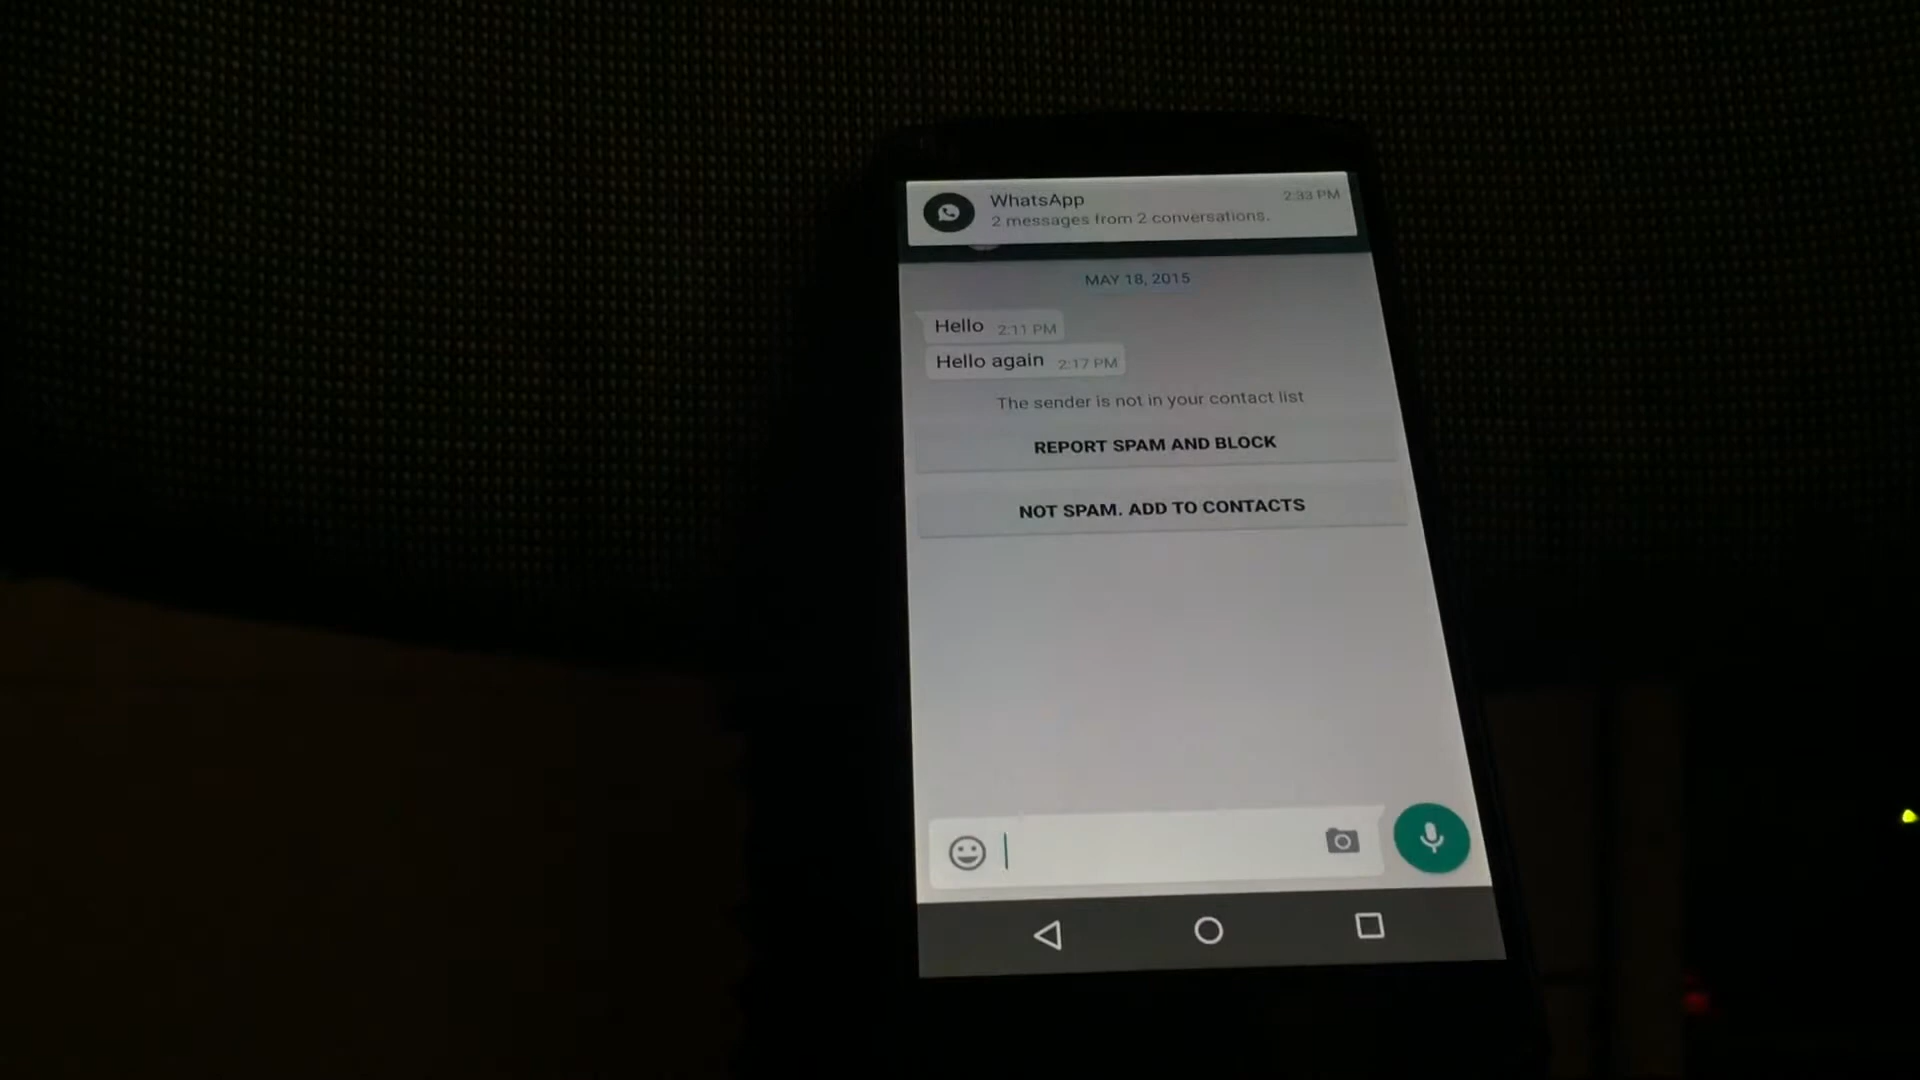 WhatsApp 2:33 PM
2 messages from 2 conversations.
MAY 18, 2015
Hello 2:11 PM
Hello again 2:17 PM
The sender is not in your contact list
REPORT SPAM AND BLOCK
NOT SPAM. ADD TO CONTACTS